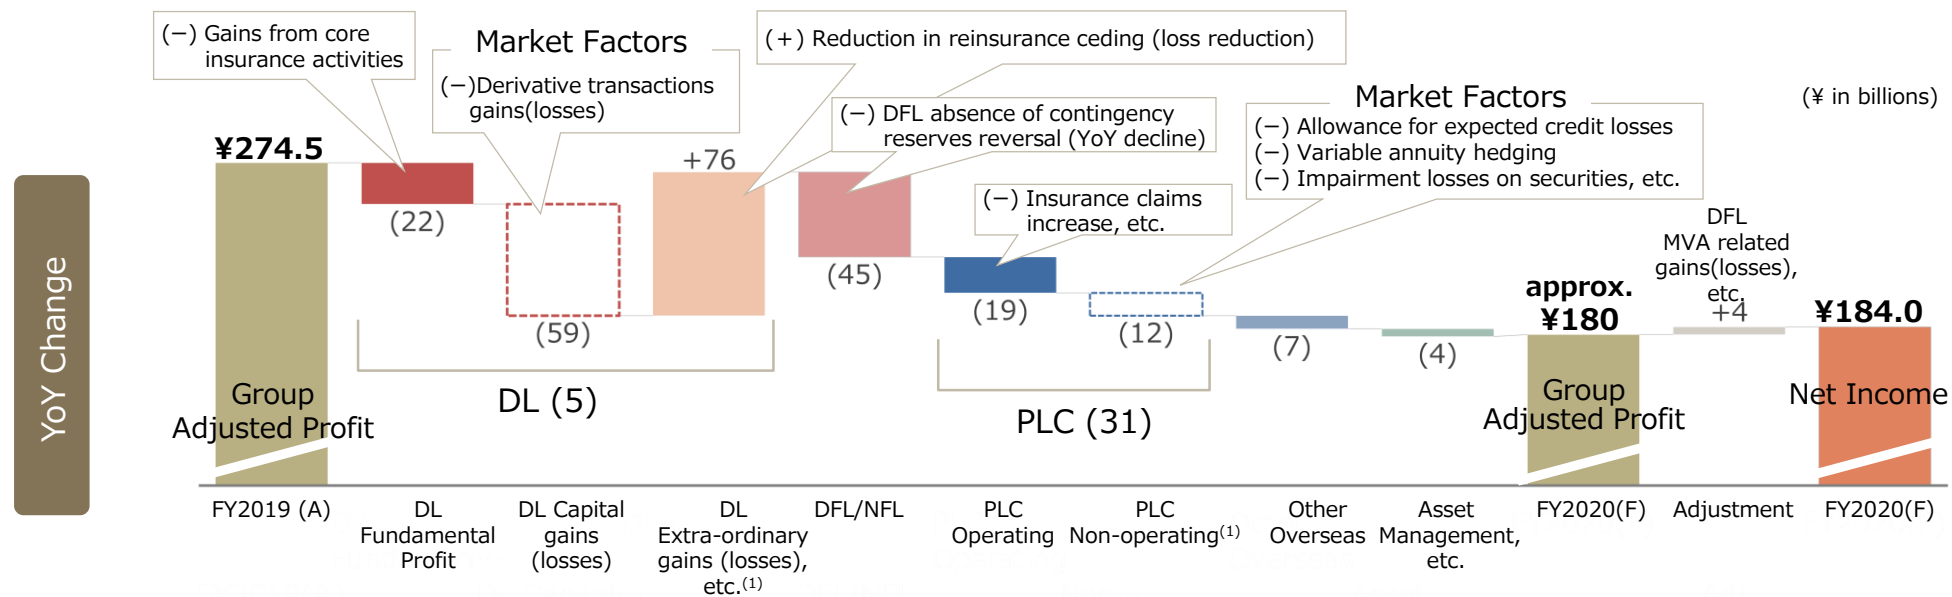 (−) Gains from core
insurance activities
Market Factors
(−)Derivative transactions
gains(losses)
(+) Reduction in reinsurance ceding (loss reduction)
(−) DFL absence of contingency
reserves reversal (YoY decline)
Market Factors
(−) Allowance for expected credit losses
(−) Variable annuity hedging
(−) Impairment losses on securities, etc.
(¥ in billions)
(−) Insurance claims
increase, etc.
YoY Change
¥274.5
(22)
(59)
+76
(45)
(19)
(12)
(7)
(4)
approx.
¥180
DFL
MVA related
gains(losses),
etc.
+4
¥184.0
Group
Adjusted Profit
DL (5)
PLC (31)
Group
Adjusted Profit
Net Income
FY2019 (A)
DL
Fundamental
Profit
DL Capital
gains
(losses)
DL
Extra-ordinary
gains (losses),
etc.(1)
DFL/NFL
PLC
Operating
PLC
Non-operating(1)
Other
Overseas
Asset
Management,
etc.
FY2020(F)
Adjustment
FY2020(F)